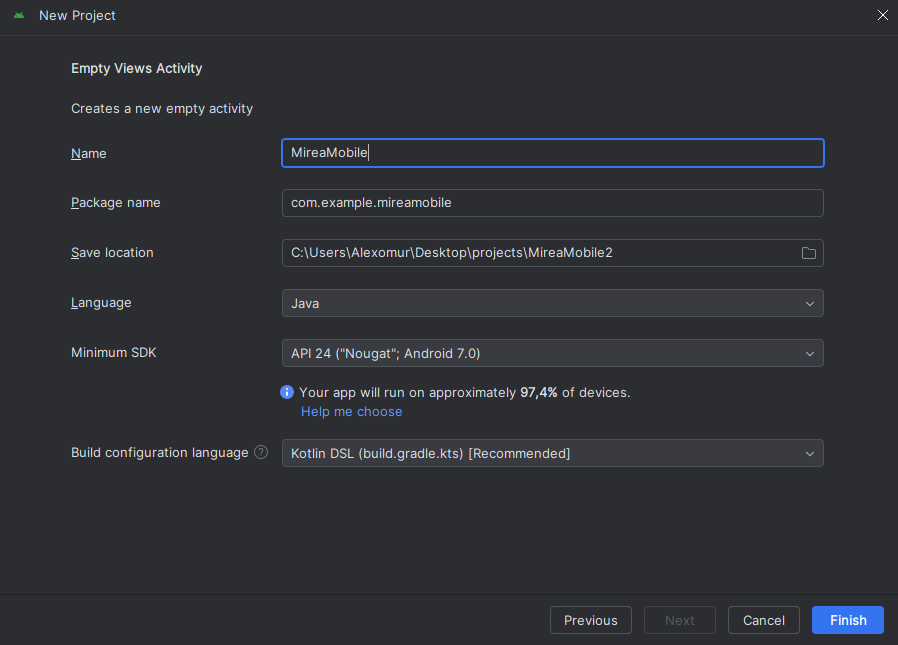 New Project
Empty Views Activity
Creates a new empty activity
Name MireaMobile
Package name com.example.mireamobile
Save location C:\Users\Alexomur\Desktop\projects\MireaMobile2
Language Java
Minimum SDK API 24 ("Nougat"; Android 7.0)
Your app will run on approximately 97,4% of devices.
Help me choose
Build configuration language ? Kotlin DSL (build.gradle.kts) [Recommended]
Previous Next Cancel Finish